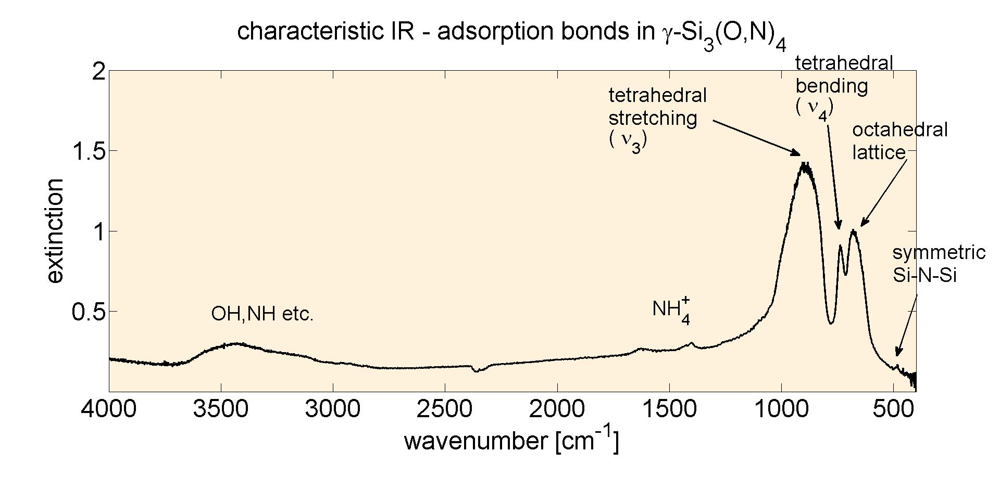 characteristic IR - adsorption bonds in γ-Si₃(O,N)₄
tetrahedral
bending
( ν₄)
tetrahedral
stretching
( ν₃)
octahedral
lattice
symmetric
Si-N-Si
OH,NH etc.
NH₄⁺
extinction
2
1.5
1
0.5
4000 3500 3000 2500 2000 1500 1000 500
wavenumber [cm⁻¹]